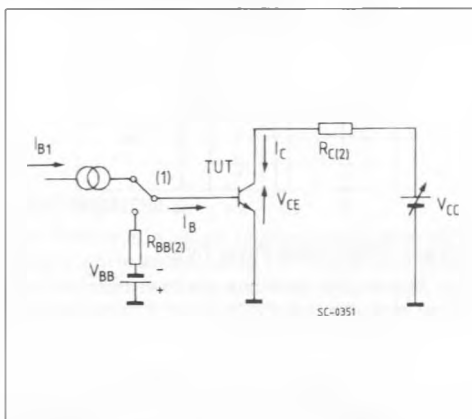 I_B1
(1)
TUT
I_C
R_C(2)
V_CE
V_CC
I_B
R_BB(2)
V_BB
-
+
SC-0351